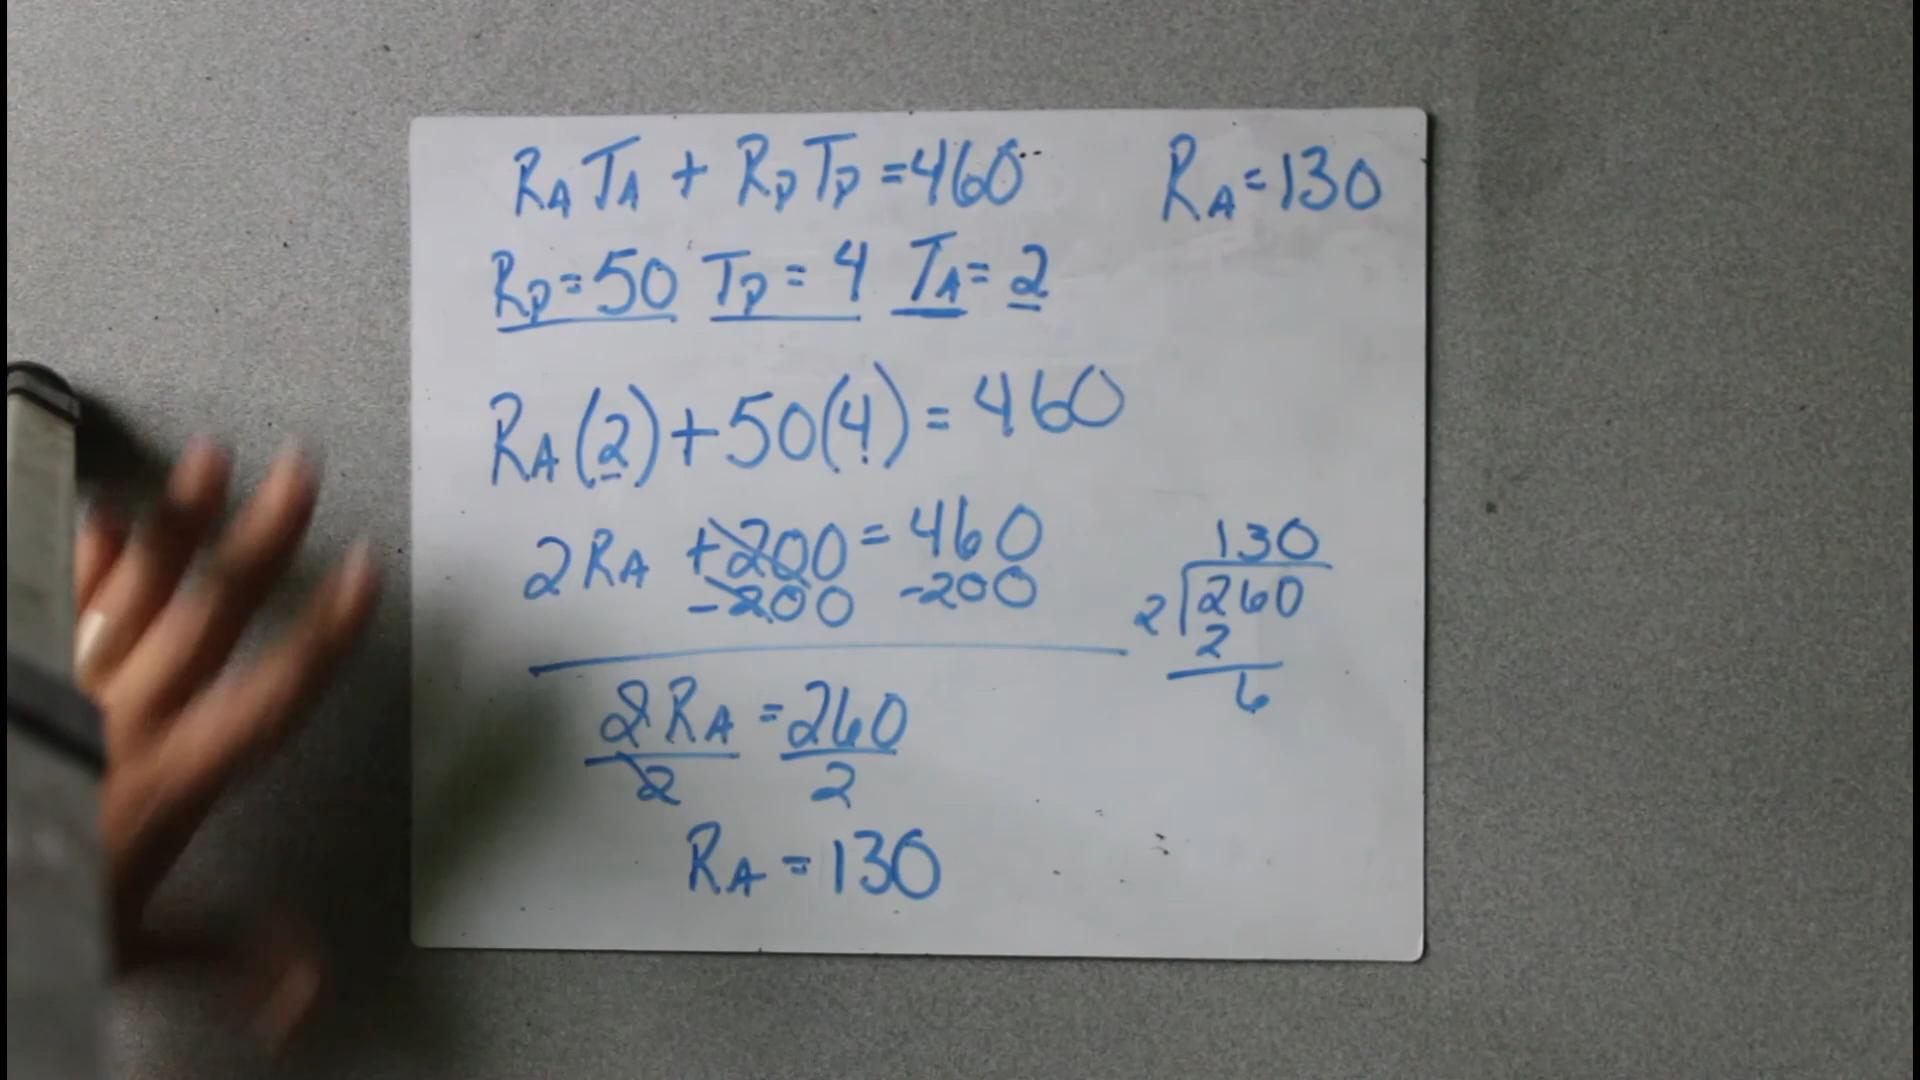 RATA + RPTP = 460
RA = 130
RP = 50 TP = 4 TA = 2
RA(2) + 50(4) = 460
2RA + 200 = 460
- 200 - 200
2RA = 260
2 2
RA = 130
130
2 260
2
6